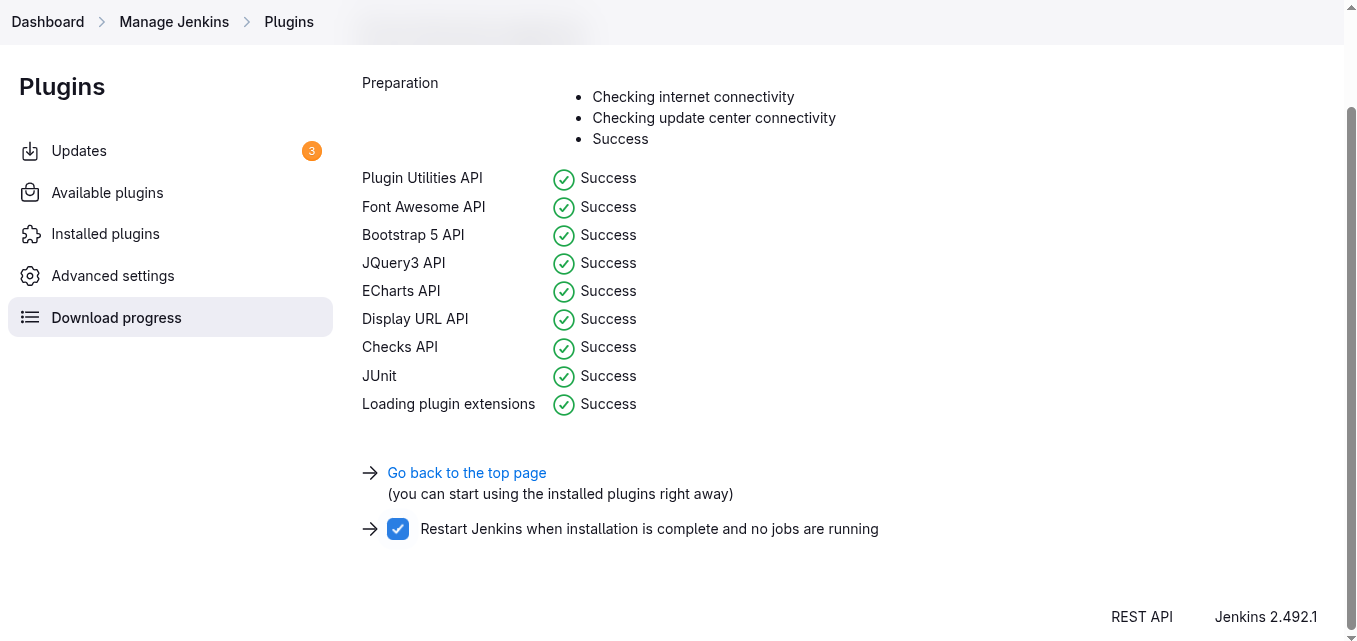 Dashboard > Manage Jenkins > Plugins
Plugins
Updates 3
Available plugins
Installed plugins
Advanced settings
Download progress
Preparation
• Checking internet connectivity
• Checking update center connectivity
• Success
Plugin Utilities API Success
Font Awesome API Success
Bootstrap 5 API Success
JQuery3 API Success
ECharts API Success
Display URL API Success
Checks API Success
JUnit Success
Loading plugin extensions Success
Go back to the top page
(you can start using the installed plugins right away)
Restart Jenkins when installation is complete and no jobs are running
REST API Jenkins 2.492.1